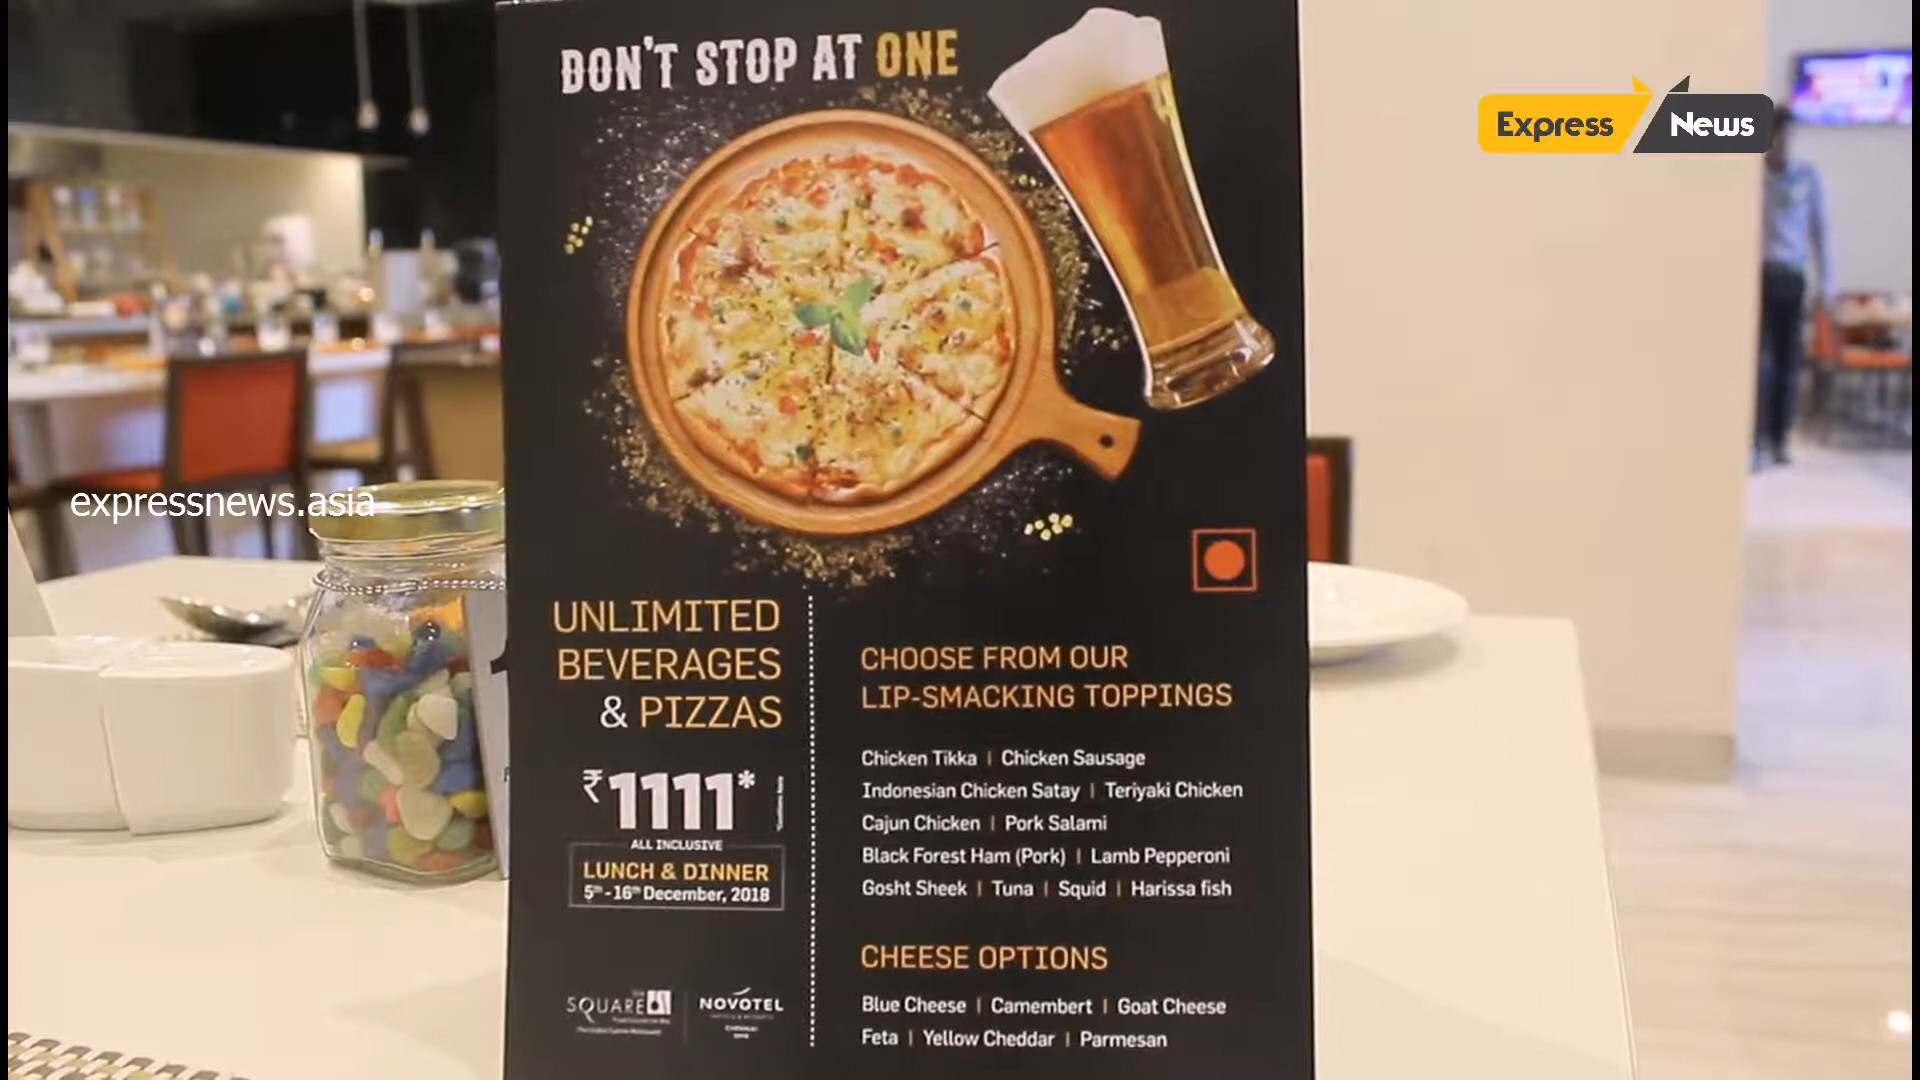 DON'T STOP AT ONE
Express News
expressnews.asia
UNLIMITED
BEVERAGES
& PIZZAS
₹1111*
ALL INCLUSIVE
LUNCH & DINNER
5th - 16th December, 2018
THE
SQUARE
NOVOTEL
CHENNAI
CHOOSE FROM OUR
LIP-SMACKING TOPPINGS
Chicken Tikka | Chicken Sausage
Indonesian Chicken Satay | Teriyaki Chicken
Cajun Chicken | Pork Salami
Black Forest Ham (Pork) | Lamb Pepperoni
Gosht Sheek | Tuna | Squid | Harissa fish
CHEESE OPTIONS
Blue Cheese | Camembert | Goat Cheese
Feta | Yellow Cheddar | Parmesan